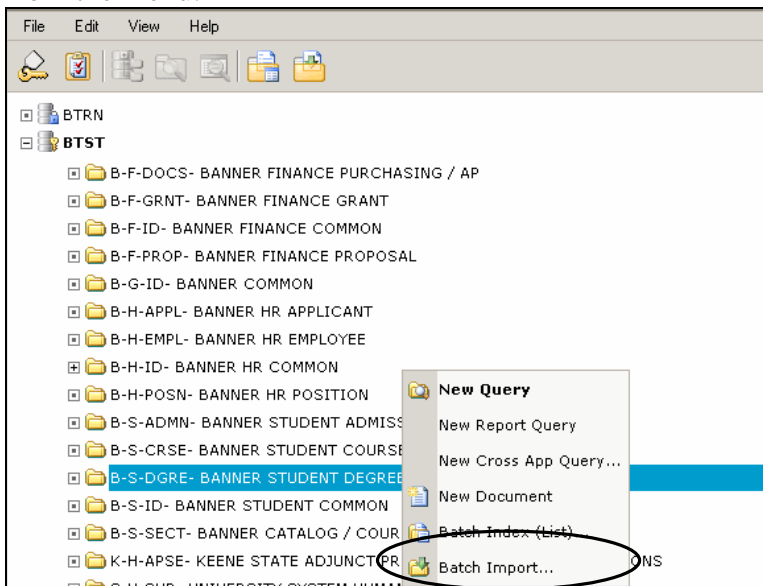 File Edit View Help
BTRN
BTST
B-F-DOCS- BANNER FINANCE PURCHASING / AP
B-F-GRNT- BANNER FINANCE GRANT
B-F-ID- BANNER FINANCE COMMON
B-F-PROP- BANNER FINANCE PROPOSAL
B-G-ID- BANNER COMMON
B-H-APPL- BANNER HR APPLICANT
B-H-EMPL- BANNER HR EMPLOYEE
B-H-ID- BANNER HR COMMON
B-H-POSN- BANNER HR POSITION
B-S-ADMN- BANNER STUDENT ADMISS
B-S-CRSE- BANNER STUDENT COURSE
B-S-DGRE- BANNER STUDENT DEGREE
B-S-ID- BANNER STUDENT COMMON
B-S-SECT- BANNER CATALOG / COUR
K-H-APSE- KEENE STATE ADJUNCT PR ONS
New Query
New Report Query
New Cross App Query...
New Document
Batch Index (List)...
Batch Import...